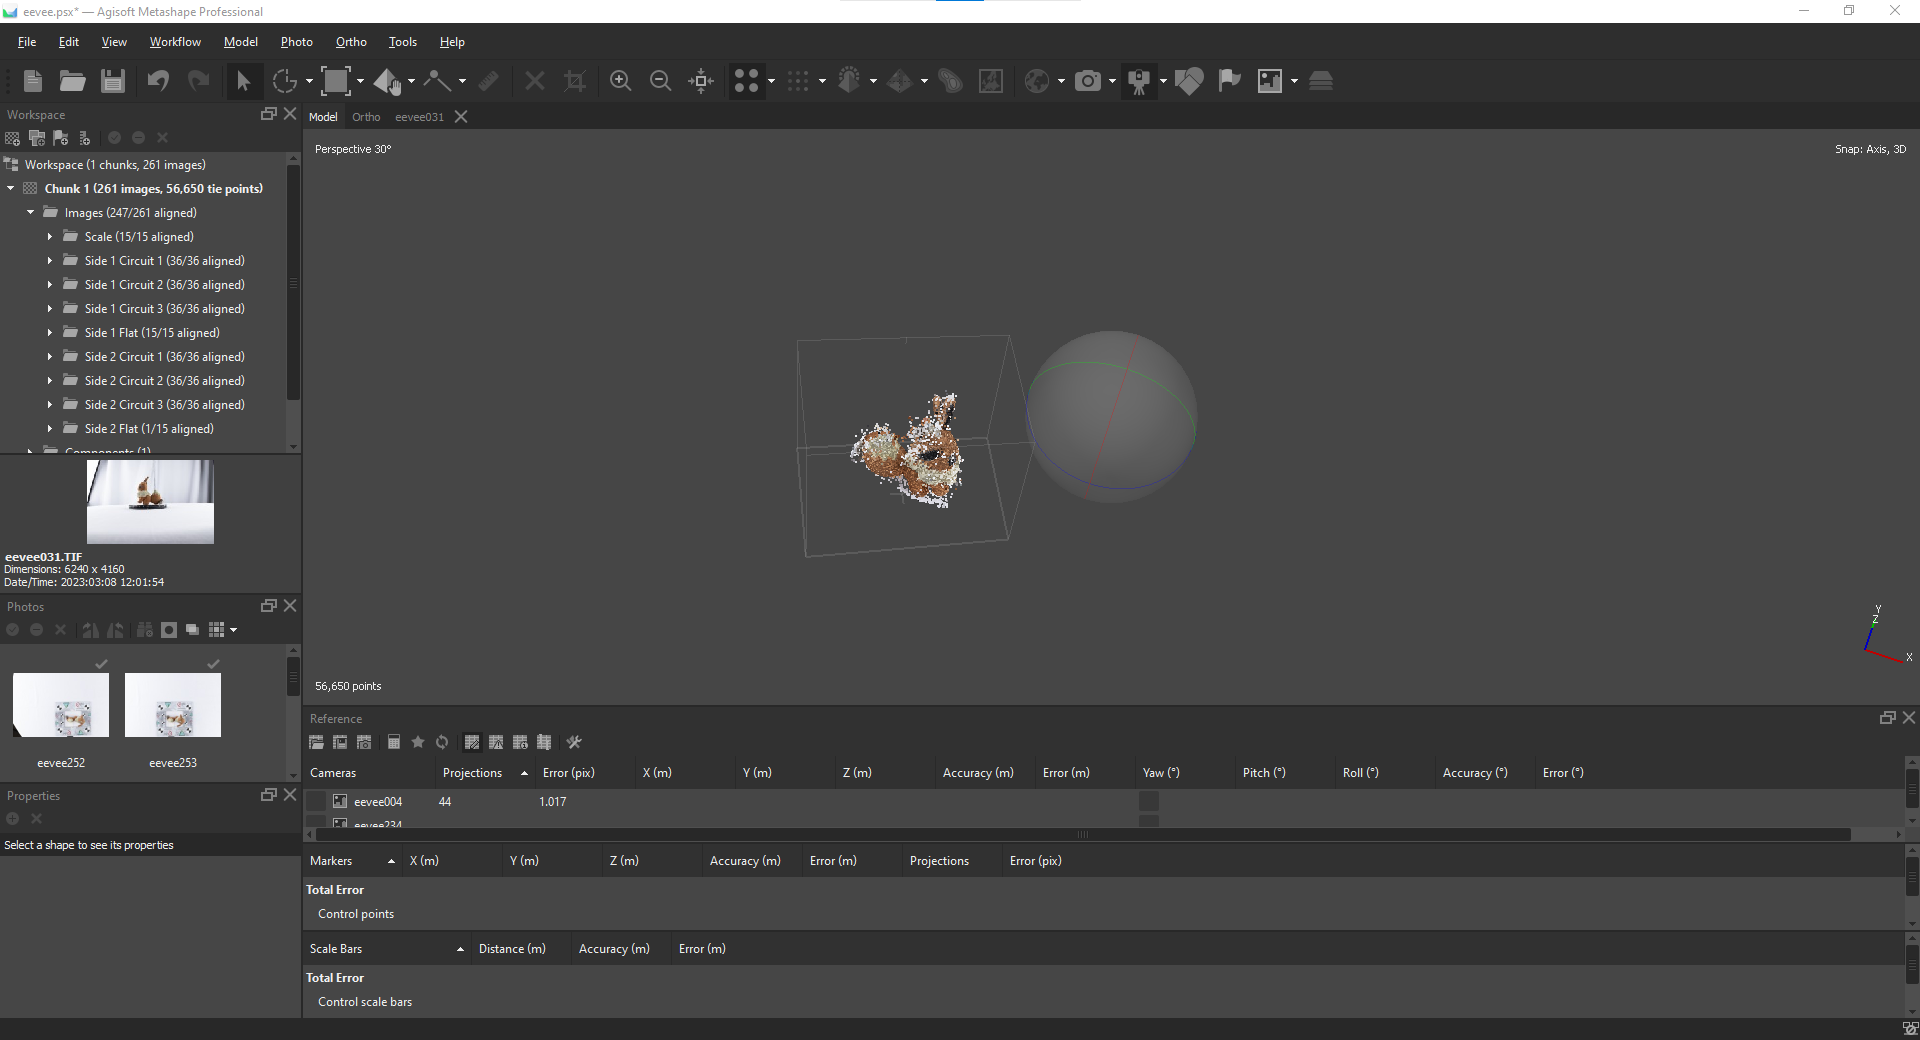 eevee.psx* — Agisoft Metashape Professional
File Edit View Workflow Model Photo Ortho Tools Help
Workspace
Model Ortho eevee031
Perspective 30°
Snap: Axis, 3D
Workspace (1 chunks, 261 images)
Chunk 1 (261 images, 56,650 tie points)
Images (247/261 aligned)
Scale (15/15 aligned)
Side 1 Circuit 1 (36/36 aligned)
Side 1 Circuit 2 (36/36 aligned)
Side 1 Circuit 3 (36/36 aligned)
Side 1 Flat (15/15 aligned)
Side 2 Circuit 1 (36/36 aligned)
Side 2 Circuit 2 (36/36 aligned)
Side 2 Circuit 3 (36/36 aligned)
Side 2 Flat (1/15 aligned)
Components (1)
eevee031.TIF
Dimensions: 6240 x 4160
Date/Time: 2023:03:08 12:01:54
Photos
eevee252 eevee253
Properties
Select a shape to see its properties
Y
Z
X
56,650 points
Reference
Cameras Projections Error (pix) X (m) Y (m) Z (m) Accuracy (m) Error (m) Yaw (°) Pitch (°) Roll (°) Accuracy (°) Error (°)
eevee004 44 1.017
eevee234
Markers X (m) Y (m) Z (m) Accuracy (m) Error (m) Projections Error (pix)
Total Error
Control points
Scale Bars Distance (m) Accuracy (m) Error (m)
Total Error
Control scale bars